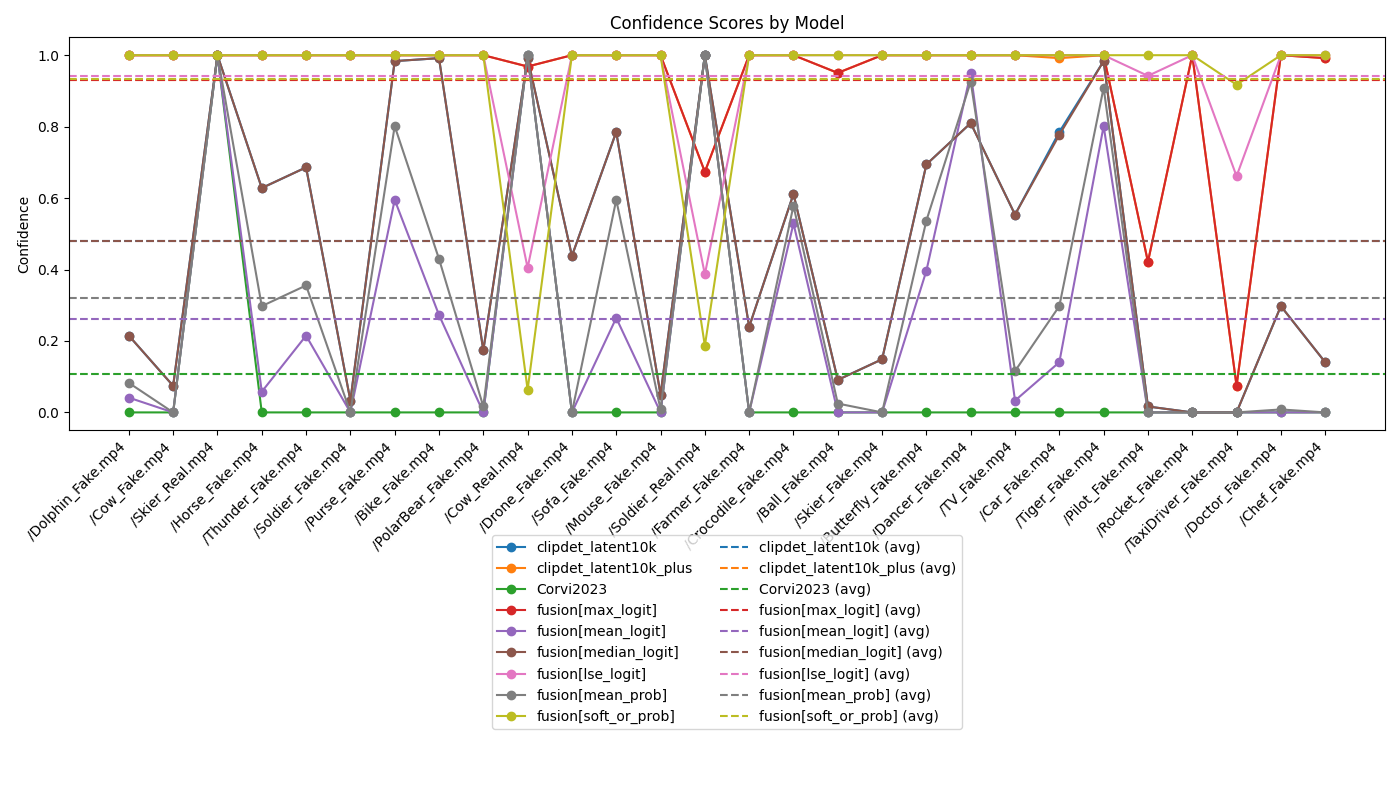 Confidence Scores by Model
1.0
0.8
0.6
0.4
0.2
0.0
Confidence
/Dolphin_Fake.mp4
/Cow_Fake.mp4
/Skier_Real.mp4
/Horse_Fake.mp4
/Thunder_Fake.mp4
/Soldier_Fake.mp4
/Purse_Fake.mp4
/Bike_Fake.mp4
/PolarBear_Fake.mp4
/Cow_Real.mp4
/Drone_Fake.mp4
/Sofa_Fake.mp4
/Mouse_Fake.mp4
/Soldier_Real.mp4
/Farmer_Fake.mp4
/Crocodile_Fake.mp4
/Ball_Fake.mp4
/Skier_Fake.mp4
/Butterfly_Fake.mp4
/Dancer_Fake.mp4
/TV_Fake.mp4
/Car_Fake.mp4
/Tiger_Fake.mp4
/Pilot_Fake.mp4
/Rocket_Fake.mp4
/TaxiDriver_Fake.mp4
/Doctor_Fake.mp4
/Chef_Fake.mp4
clipdet_latent10k
clipdet_latent10k_plus
Corvi2023
fusion[max_logit]
fusion[mean_logit]
fusion[median_logit]
fusion[lse_logit]
fusion[mean_prob]
fusion[soft_or_prob]
clipdet_latent10k (avg)
clipdet_latent10k_plus (avg)
Corvi2023 (avg)
fusion[max_logit] (avg)
fusion[mean_logit] (avg)
fusion[median_logit] (avg)
fusion[lse_logit] (avg)
fusion[mean_prob] (avg)
fusion[soft_or_prob] (avg)